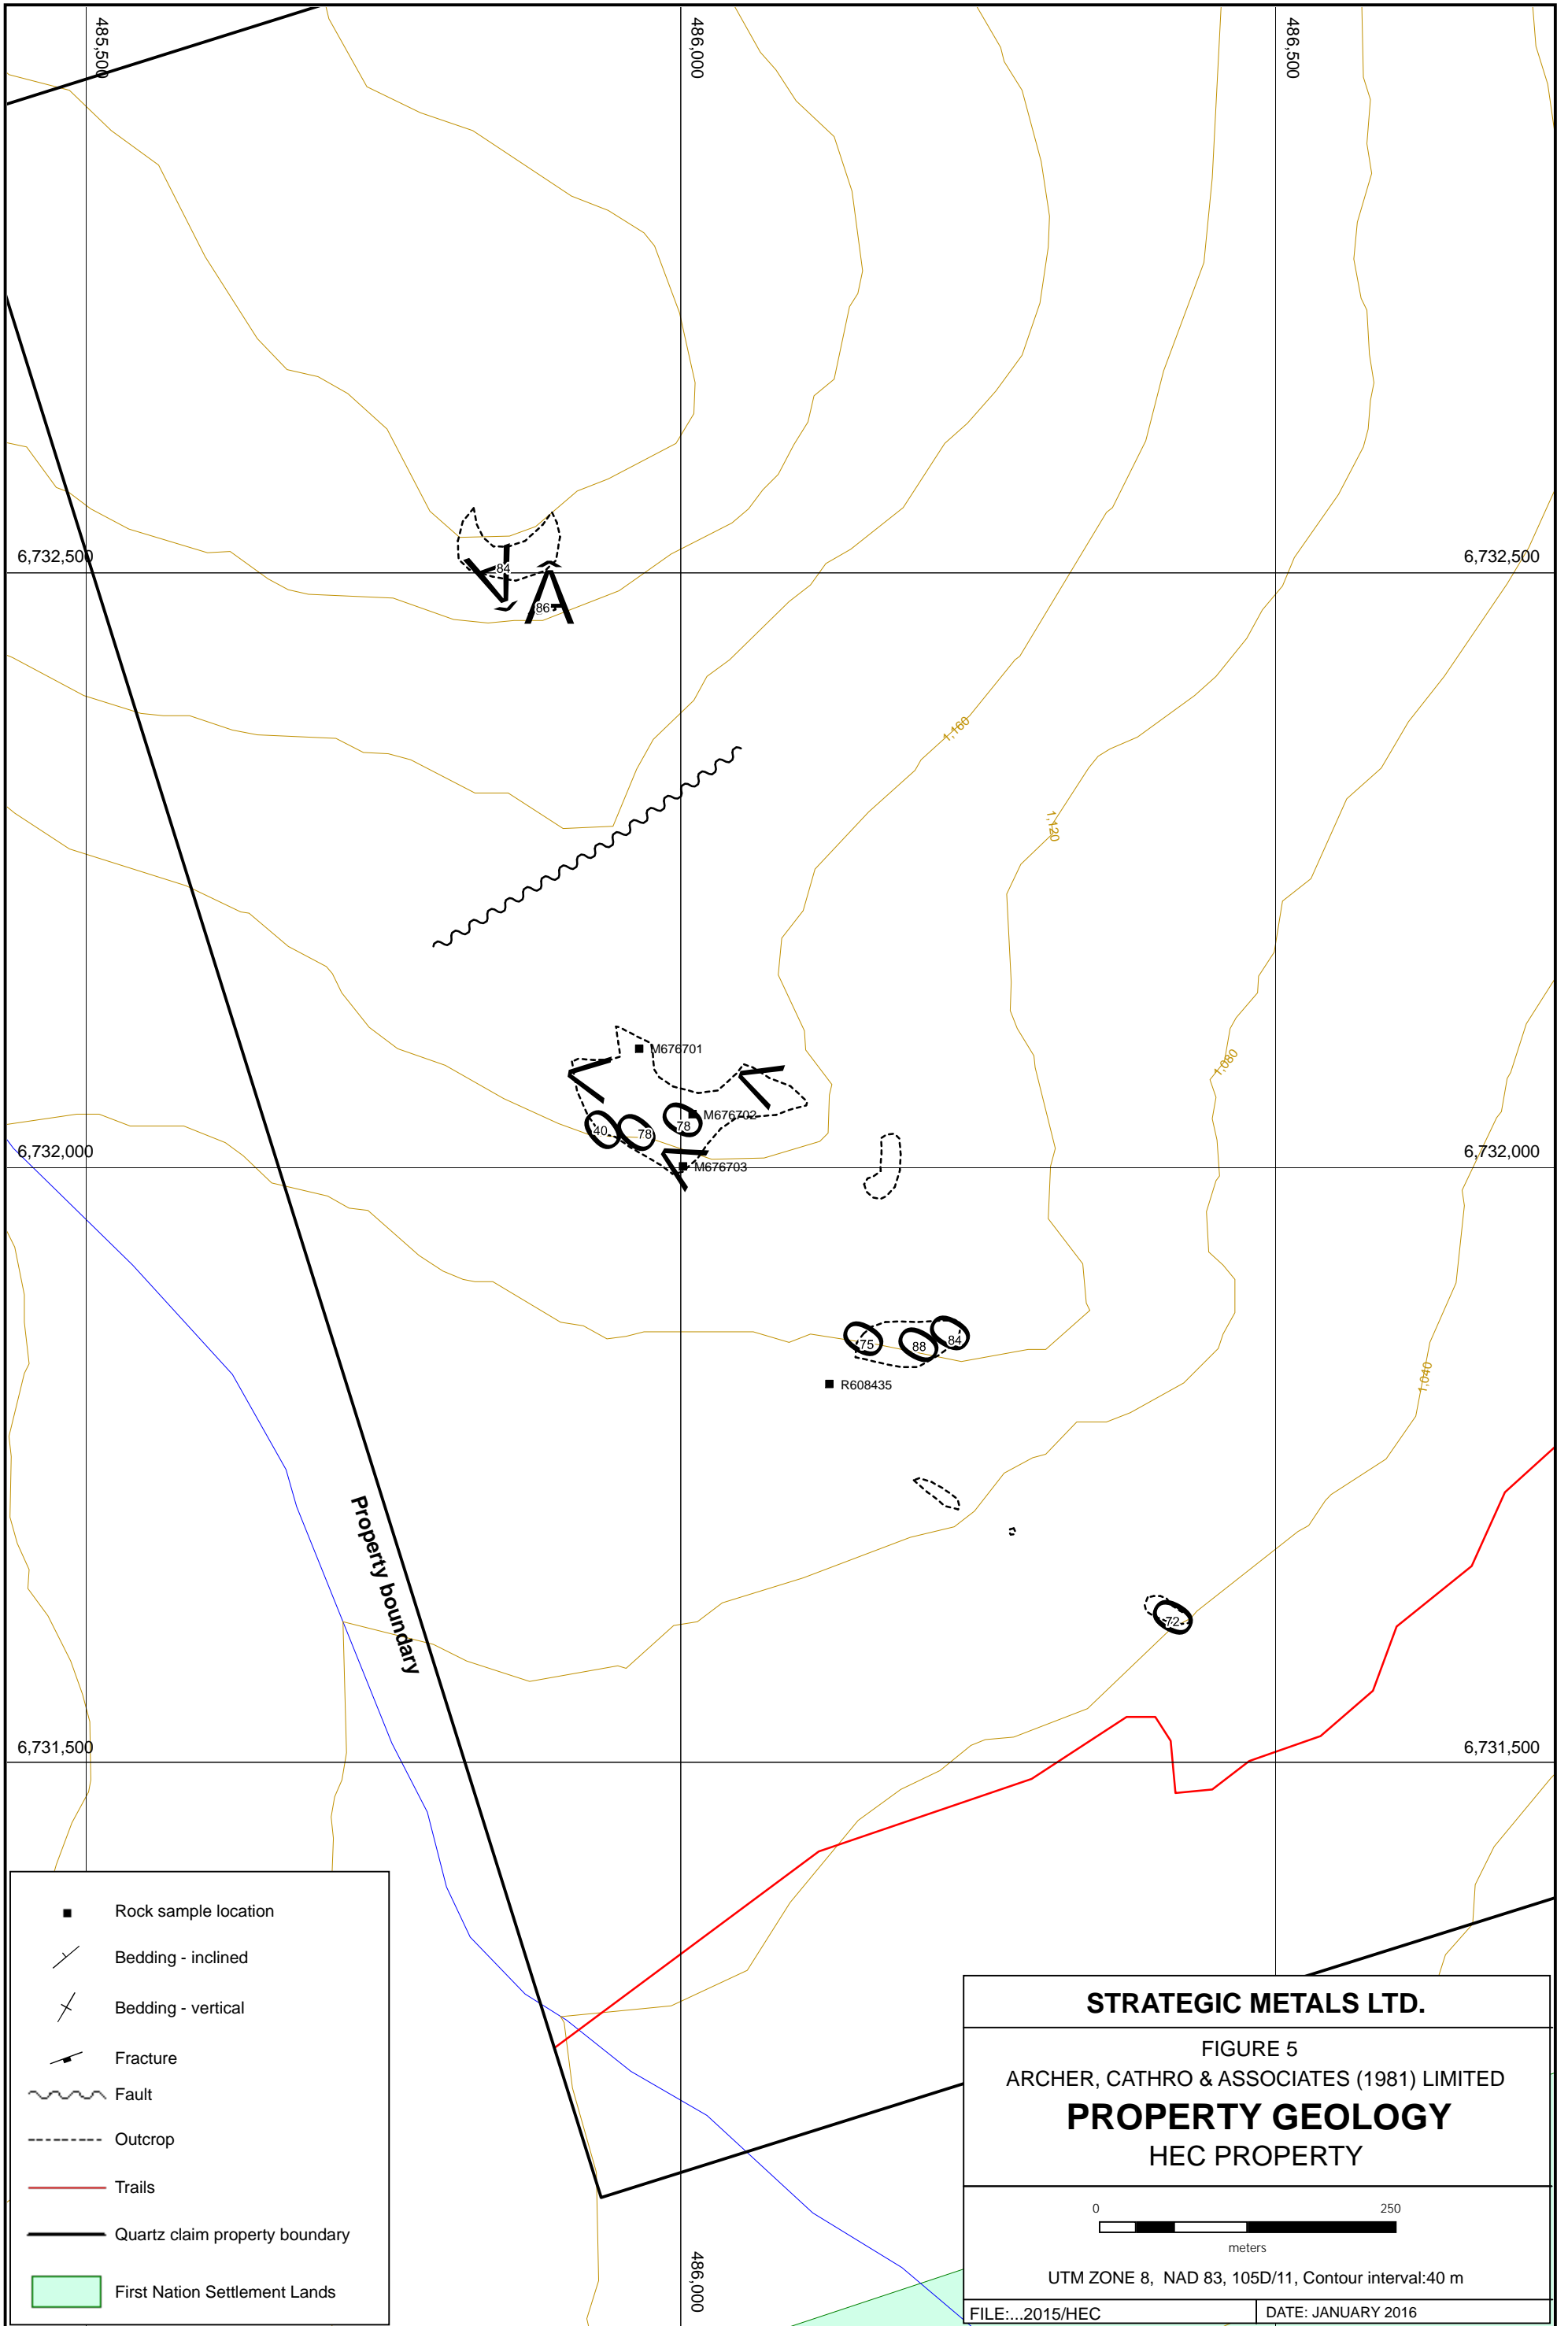 485,500
486,000
486,500
6,732,500
6,732,500
84
86
1,160
1,120
M676701
1,080
M676702
40
78
78
6,732,000
M676703
6,732,000
75
88
84
1,040
R608435
Property boundary
72
6,731,500
6,731,500
Rock sample location
Bedding - inclined
Bedding - vertical
Fracture
Fault
Outcrop
Trails
Quartz claim property boundary
First Nation Settlement Lands
486,000
STRATEGIC METALS LTD.
FIGURE 5
ARCHER, CATHRO & ASSOCIATES (1981) LIMITED
PROPERTY GEOLOGY
HEC PROPERTY
0 250
meters
UTM ZONE 8, NAD 83, 105D/11, Contour interval:40 m
FILE:...2015/HEC DATE: JANUARY 2016